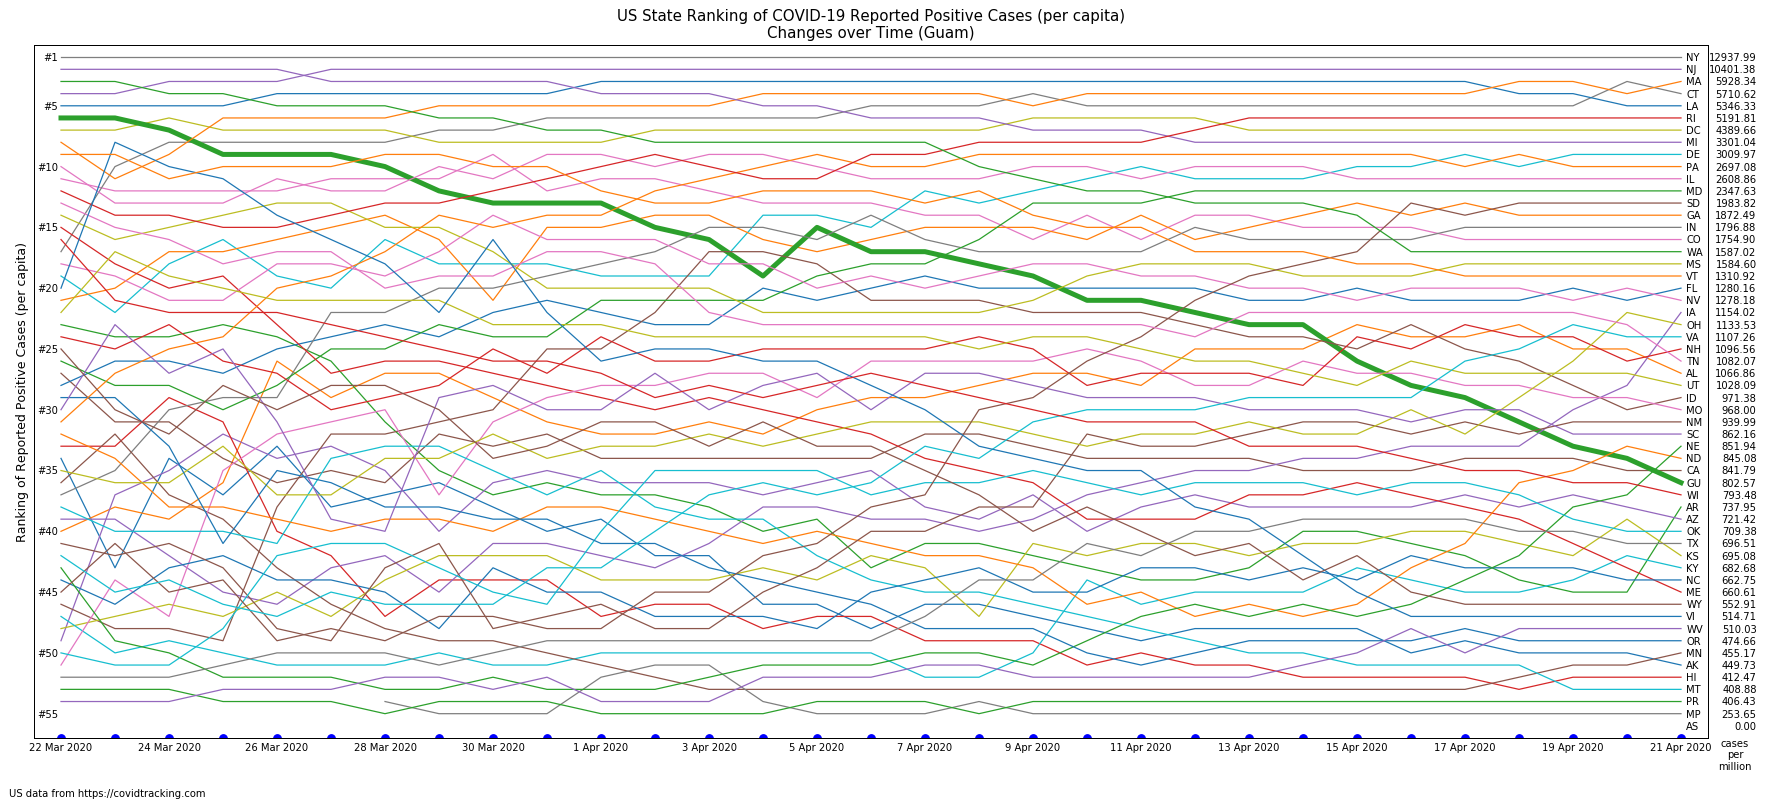 US State Ranking of COVID-19 Reported Positive Cases (per capita)
Changes over Time (Guam)
Ranking of Reported Positive Cases (per capita)
#1
#5
#10
#15
#20
#25
#30
#35
#40
#45
#50
#55
NY 12937.99
NJ 10401.38
MA 5928.34
CT 5710.62
LA 5346.33
RI 5191.81
DC 4389.66
MI 3301.04
DE 3009.97
PA 2697.08
IL 2608.86
MD 2347.63
SD 1983.82
GA 1872.49
IN 1796.88
CO 1754.90
WA 1587.02
MS 1584.60
VT 1310.92
FL 1280.16
NV 1278.18
IA 1154.02
OH 1133.53
VA 1107.26
NH 1096.56
TN 1082.07
AL 1066.86
UT 1028.09
ID 971.38
MO 968.00
NM 939.99
SC 862.16
NE 851.94
ND 845.08
CA 841.79
GU 802.57
WI 793.48
AR 737.95
AZ 721.42
OK 709.38
TX 696.51
KS 695.08
KY 682.68
NC 662.75
ME 660.61
WY 552.91
VI 514.71
WV 510.03
OR 474.66
MN 455.17
AK 449.73
HI 412.47
MT 408.88
PR 406.43
MP 253.65
AS 0.00
22 Mar 2020 24 Mar 2020 26 Mar 2020 28 Mar 2020 30 Mar 2020 1 Apr 2020 3 Apr 2020 5 Apr 2020 7 Apr 2020 9 Apr 2020 11 Apr 2020 13 Apr 2020 15 Apr 2020 17 Apr 2020 19 Apr 2020 21 Apr 2020
cases
per
million
US data from https://covidtracking.com